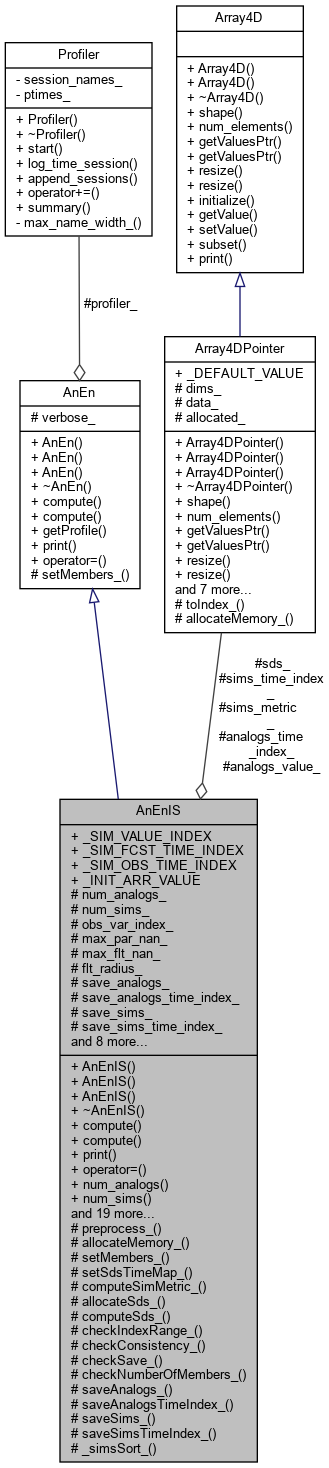 Array4D
+ Array4D()
+ Array4D()
+ ~Array4D()
+ shape()
+ num_elements()
+ getValuesPtr()
+ getValuesPtr()
+ resize()
+ resize()
+ initialize()
+ getValue()
+ setValue()
+ subset()
+ print()
Profiler
- session_names_
- ptimes_
+ Profiler()
+ ~Profiler()
+ start()
+ log_time_session()
+ append_sessions()
+ operator+=()
+ summary()
- max_name_width_()
#profiler_
Array4DPointer
+ _DEFAULT_VALUE
# dims_
# data_
# allocated_
+ Array4DPointer()
+ Array4DPointer()
+ Array4DPointer()
+ ~Array4DPointer()
+ shape()
+ num_elements()
+ getValuesPtr()
+ getValuesPtr()
+ resize()
+ resize()
and 7 more...
# toIndex_()
# allocateMemory_()
AnEn
# verbose_
+ AnEn()
+ AnEn()
+ AnEn()
+ ~AnEn()
+ compute()
+ compute()
+ getProfile()
+ print()
+ operator=()
# setMembers_()
#sds_
#sims_time_index
_
#sims_metric
_
#analogs_time
_index_
#analogs_value_
AnEnIS
+ _SIM_VALUE_INDEX
+ _SIM_FCST_TIME_INDEX
+ _SIM_OBS_TIME_INDEX
+ _INIT_ARR_VALUE
# num_analogs_
# num_sims_
# obs_var_index_
# max_par_nan_
# max_flt_nan_
# flt_radius_
# save_analogs_
# save_analogs_time_index_
# save_sims_
# save_sims_time_index_
and 8 more...
+ AnEnIS()
+ AnEnIS()
+ AnEnIS()
+ ~AnEnIS()
+ compute()
+ compute()
+ print()
+ operator=()
+ num_analogs()
+ num_sims()
and 19 more...
# preprocess_()
# allocateMemory_()
# setMembers_()
# setSdsTimeMap_()
# computeSimMetric_()
# allocateSds_()
# computeSds_()
# checkIndexRange_()
# checkConsistency_()
# checkSave_()
# checkNumberOfMembers_()
# saveAnalogs_()
# saveAnalogsTimeIndex_()
# saveSims_()
# saveSimsTimeIndex_()
# _simsSort_()